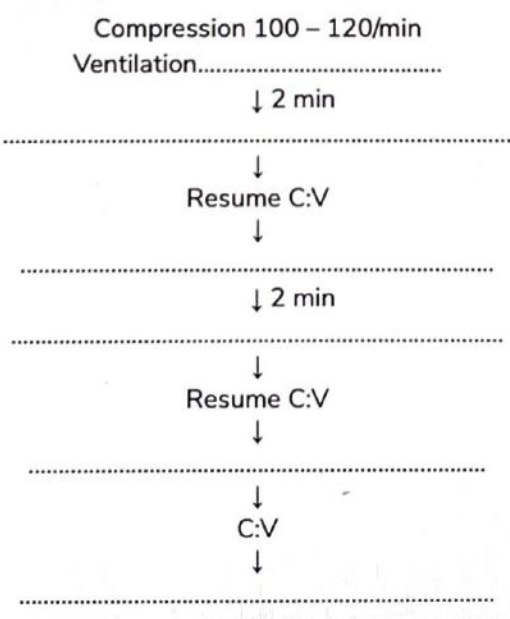 Compression 100 – 120/min
Ventilation........................................
↓ 2 min
....................................................................................
↓
Resume C:V
↓
..............................................................................
↓ 2 min
.................................................................................
↓
Resume C:V
↓
...........................................................................
↓
C:V
↓
..............................................................................